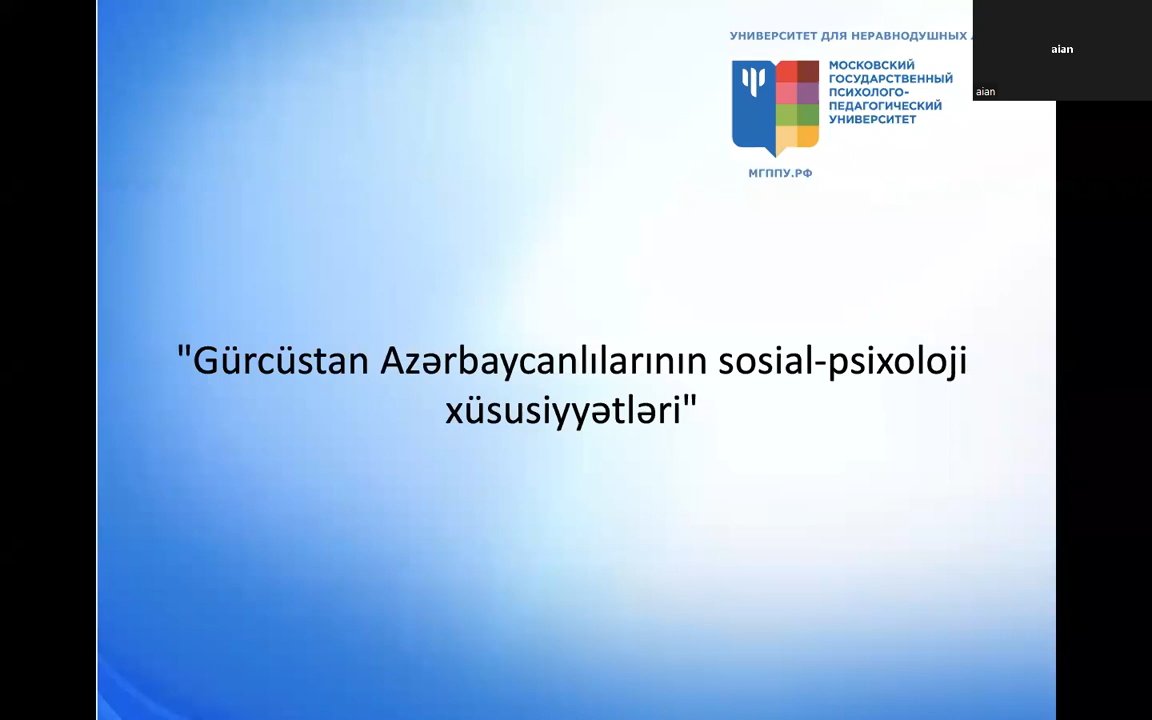 УНИВЕРСИТЕТ ДЛЯ НЕРАВНОДУШНЫХ
aian
aian
МОСКОВСКИЙ
ГОСУДАРСТВЕННЫЙ
ПСИХОЛОГО-
ПЕДАГОГИЧЕСКИЙ
УНИВЕРСИТЕТ
МГППУ.РФ
"Gürcüstan Azərbaycanlılarının sosial-psixoloji
xüsusiyyətləri"